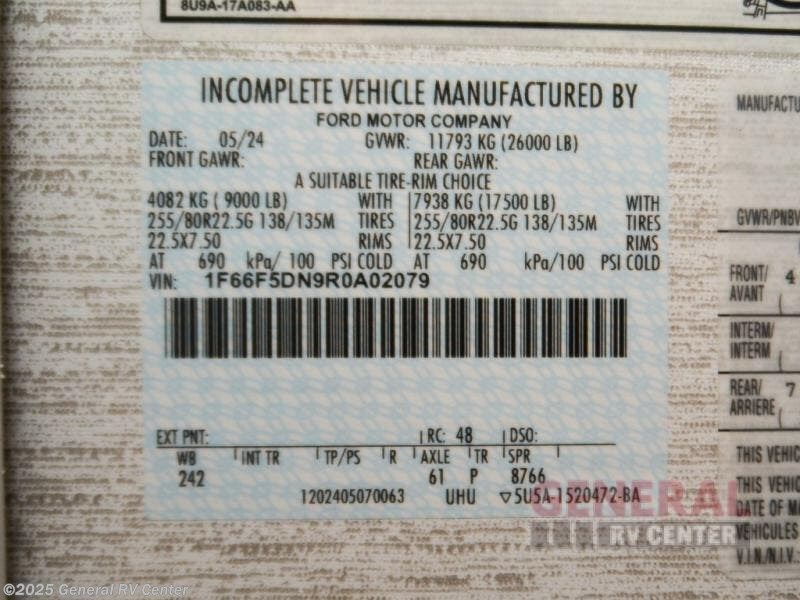 8U9A-17A083-AA
INCOMPLETE VEHICLE MANUFACTURED BY
FORD MOTOR COMPANY
DATE: 05/24 GVWR: 11793 KG (26000 LB)
FRONT GAWR: REAR GAWR:
A SUITABLE TIRE-RIM CHOICE
4082 KG ( 9000 LB) WITH 7938 KG (17500 LB) WITH
255/80R22.5G 138/135M TIRES 255/80R22.5G 138/135M TIRES
22.5X7.50 RIMS 22.5X7.50 RIMS
AT 690 kPa/ 100 PSI COLD AT 690 kPa/100 PSI COLD
VIN: 1F66F5DN9R0A02079
EXT PNT: RC: 48 DSO:
WB INT TR TP/PS R AXLE TR SPR
242 61 P 8766
1202405070063 UHU ▽5U5A-1520472-BA
MANUFACTU
GVWR/PNBV
FRONT/ 4
AVANT (
INTERM/
INTERM (
REAR/ 7
ARRIERE (
THIS VEHIC
THIS VEHIC
DATE OF MA
VEHICLES
V.I.N./N.I.V.
GENERAL
RV CENTER
©2025 General RV Center